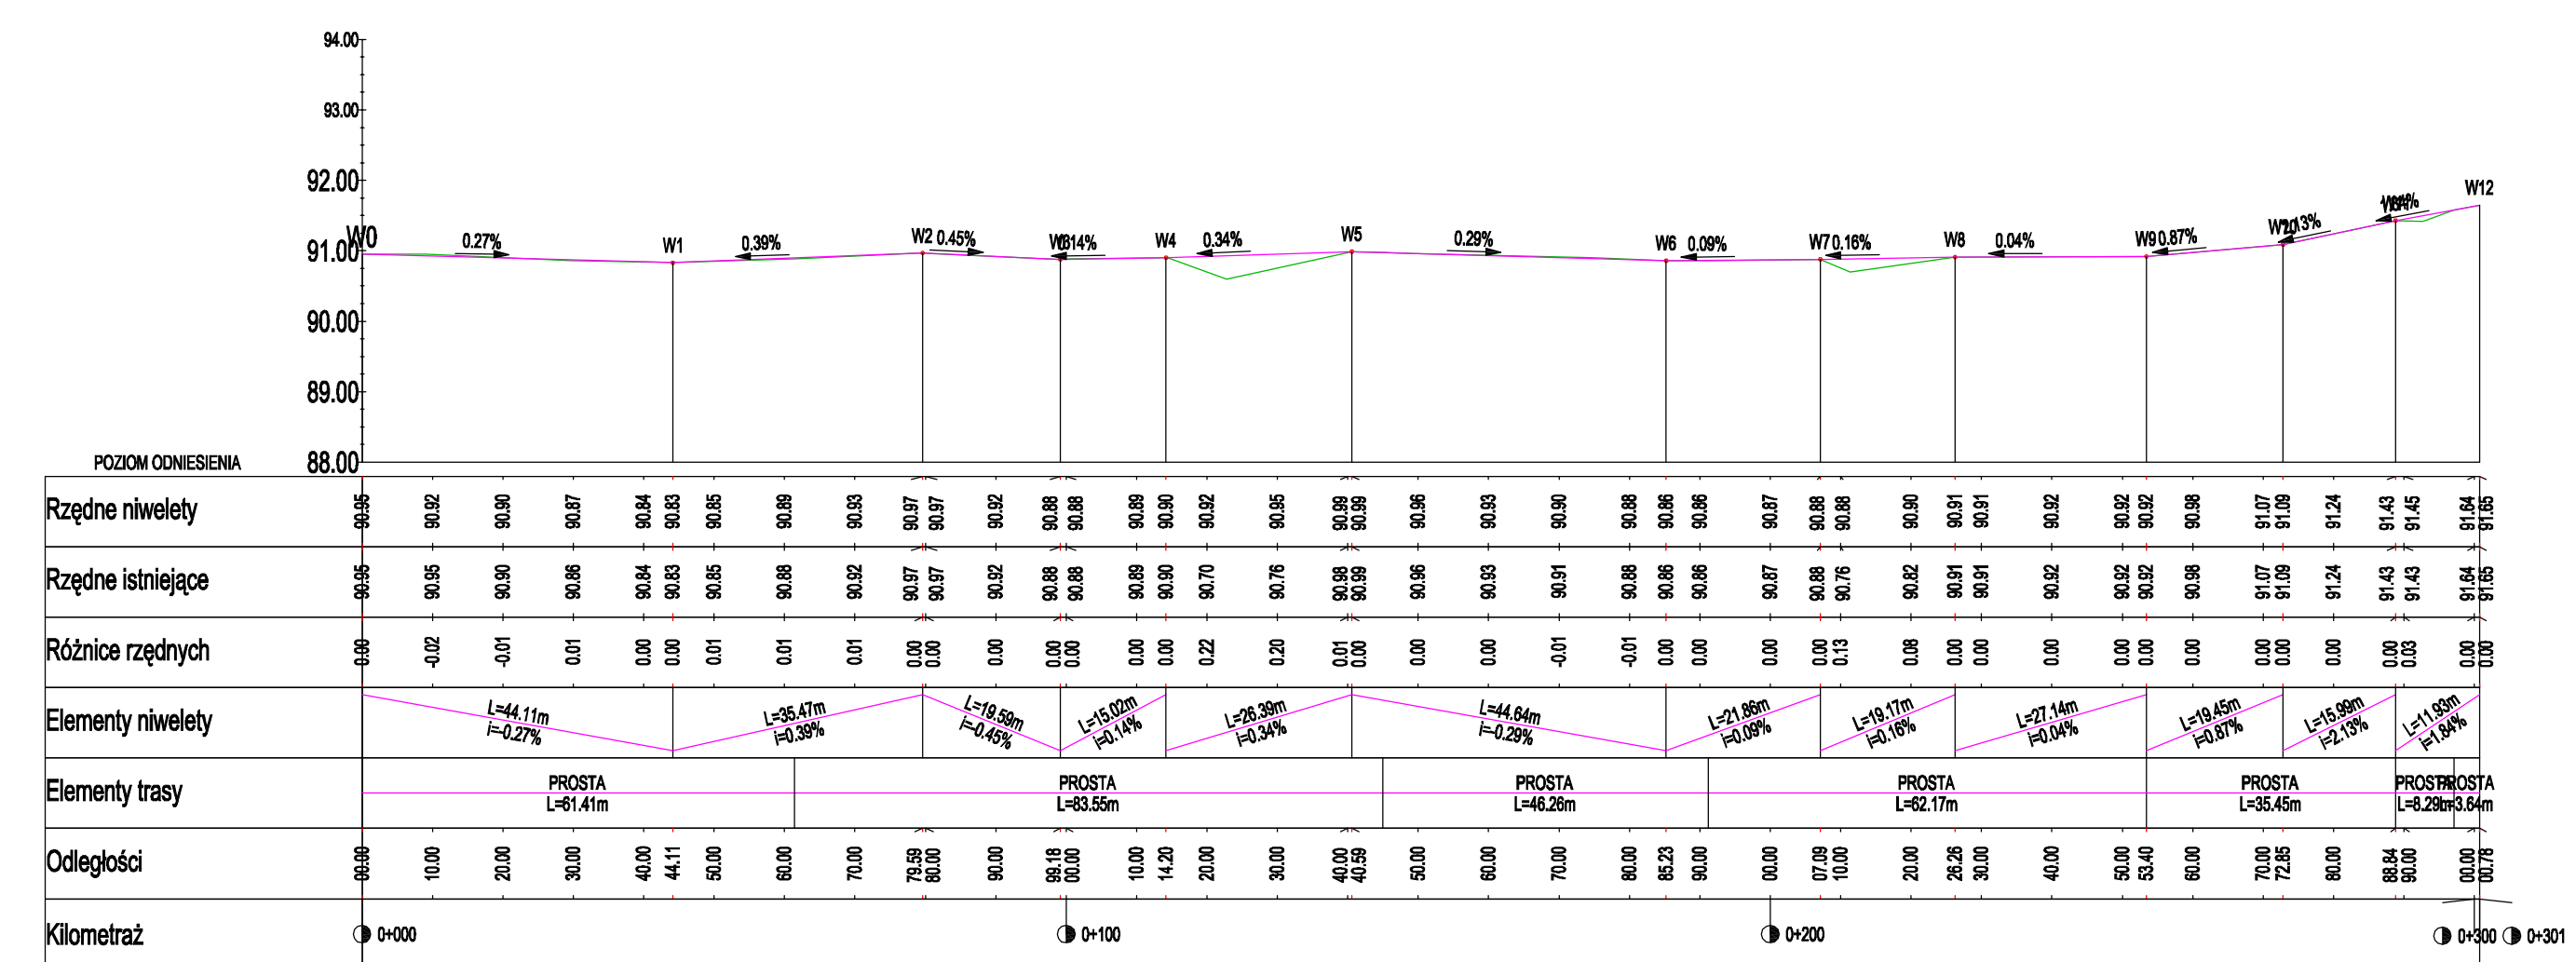 94.00
93.00
92.00
91.00
90.00
89.00
88.00
POZIOM ODNIESIENIA
W0 0.27% W1 0.39% W2 0.45% 0.14% W4 0.34% W5 0.29% W6 0.09% W7 0.16% W8 0.04% W9 0.87% W10 2.13% W12
Rzędne niwelety 90.95 90.92 90.90 90.87 90.84 90.83 90.85 90.89 90.93 90.97 90.97 90.92 90.88 90.88 90.89 90.90 90.92 90.95 90.99 90.99 90.96 90.93 90.90 90.88 90.86 90.86 90.87 90.88 90.88 90.90 90.91 90.91 90.92 90.92 90.92 90.98 91.07 91.09 91.24 91.43 91.45 91.64 91.65
Rzędne istniejące 90.95 90.95 90.90 90.86 90.84 90.83 90.85 90.88 90.92 90.97 90.97 90.92 90.88 90.88 90.89 90.90 90.70 90.76 90.98 90.99 90.96 90.93 90.91 90.88 90.86 90.86 90.87 90.88 90.76 90.82 90.91 90.91 90.92 90.92 90.92 90.98 91.07 91.09 91.24 91.43 91.43 91.64 91.65
Różnice rzędnych 0.00 -0.02 -0.01 0.01 0.00 0.00 0.01 0.01 0.01 0.00 0.00 0.00 0.00 0.00 0.00 0.00 0.22 0.20 0.01 0.00 0.00 0.00 -0.01 -0.01 0.00 0.00 0.00 0.00 0.13 0.08 0.00 0.00 0.00 0.00 0.00 0.00 0.00 0.00 0.00 0.00 0.03 0.00 0.00
Elementy niwelety
L=44.11m L=35.47m L=19.59m L=15.02m L=26.39m L=44.64m L=21.86m L=19.17m L=27.14m L=19.45m L=15.99m L=11.93m
i=-0.27% i=0.39% i=-0.45% i=0.14% i=0.34% i=-0.29% i=0.09% i=0.16% i=0.04% i=0.87% i=2.13% i=1.84%
Elementy trasy
PROSTA PROSTA PROSTA PROSTA PROSTA PROSTA PROSTA
L=61.41m L=83.55m L=46.26m L=62.17m L=35.45m L=8.29m L=3.64m
Odległości 00.00 10.00 20.00 30.00 40.00 44.11 50.00 60.00 70.00 79.59 80.00 90.00 99.18 00.00 10.00 14.20 20.00 30.00 40.00 40.59 50.00 60.00 70.00 80.00 85.23 90.00 00.00 07.09 10.00 20.00 26.26 30.00 40.00 50.00 53.40 60.00 70.00 72.85 80.00 88.84 90.00 00.00 00.78
Kilometraż 0+000 0+100 0+200 0+300 0+301